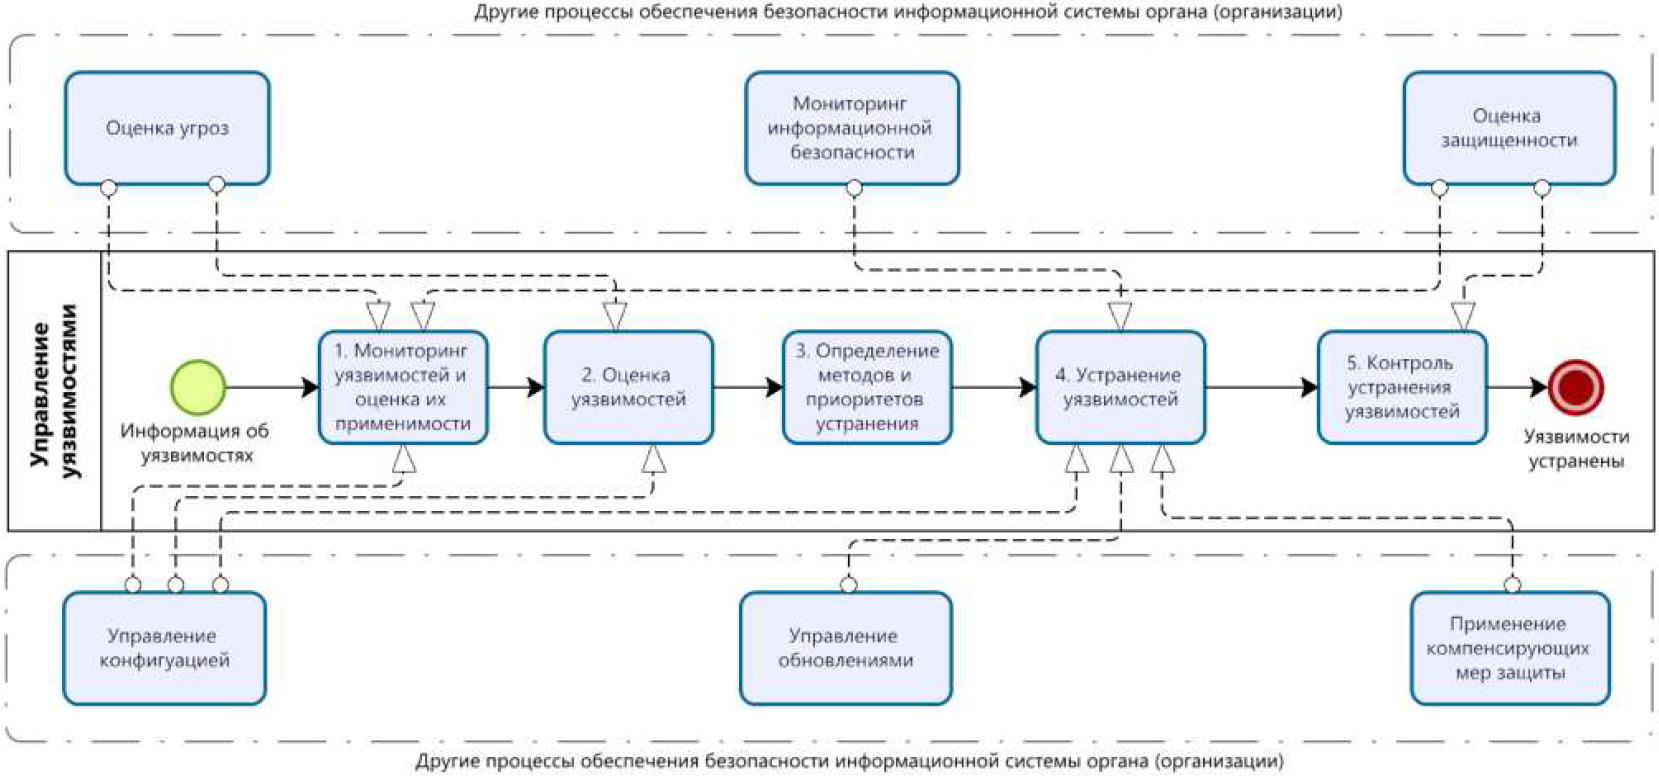 Другие процессы обеспечения безопасности информационной системы органа (организации)
Оценка угроз
Мониторинг
информационной
безопасности
Оценка
защищенности
Управление
уязвимостями
Информация об
уязвимостях
1. Мониторинг
уязвимостей и
оценка их
применимости
2. Оценка
уязвимостей
3. Определение
методов и
приоритетов
устранения
4. Устранение
уязвимостей
5. Контроль
устранения
уязвимостей
Уязвимости
устранены
Управление
конфигуацией
Управление
обновлениями
Применение
компенсирующих
мер защиты
Другие процессы обеспечения безопасности информационной системы органа (организации)